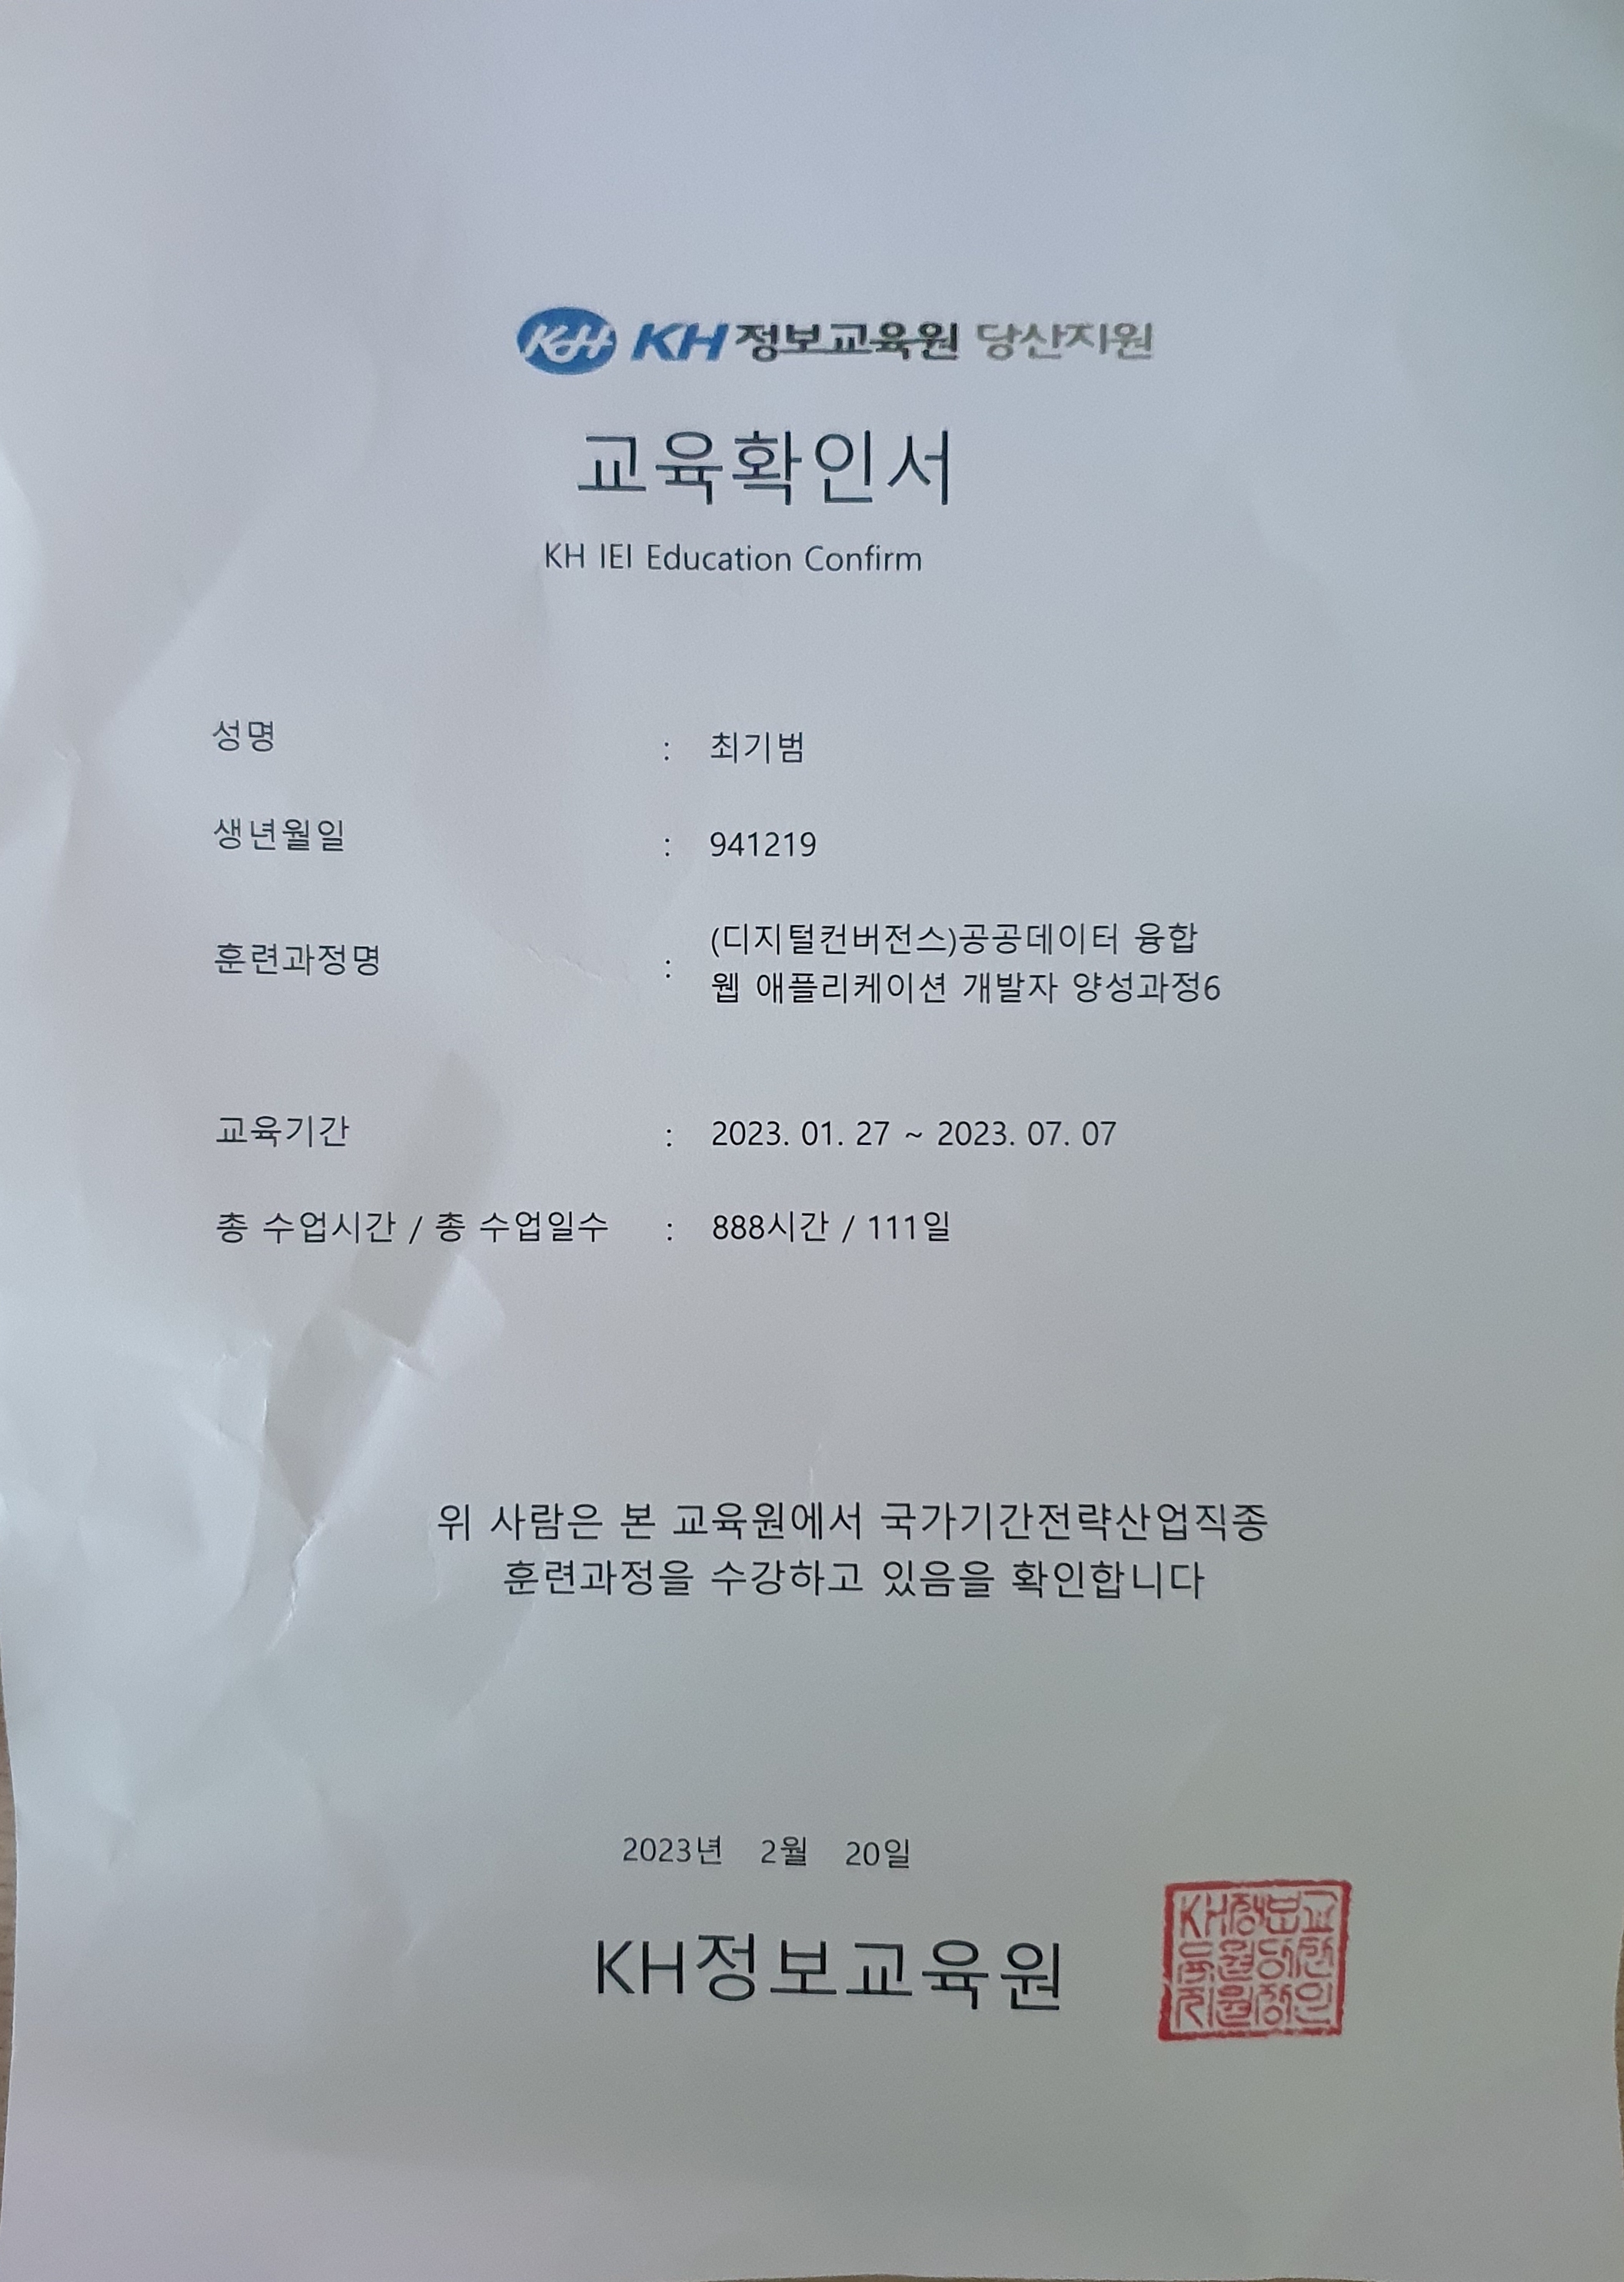 KH KH정보교육원 당산지원
교육확인서
KH IEI Education Confirm
성명 : 최기범
생년월일 : 941219
훈련과정명 : (디지털컨버전스)공공데이터 융합
웹 애플리케이션 개발자 양성과정6
교육기간 : 2023. 01. 27 ~ 2023. 07. 07
총 수업시간 / 총 수업일수 : 888시간 / 111일
위 사람은 본 교육원에서 국가기간전략산업직종
훈련과정을 수강하고 있음을 확인합니다
2023년 2월 20일
KH정보교육원
KH정보교
육원당산
지원장인